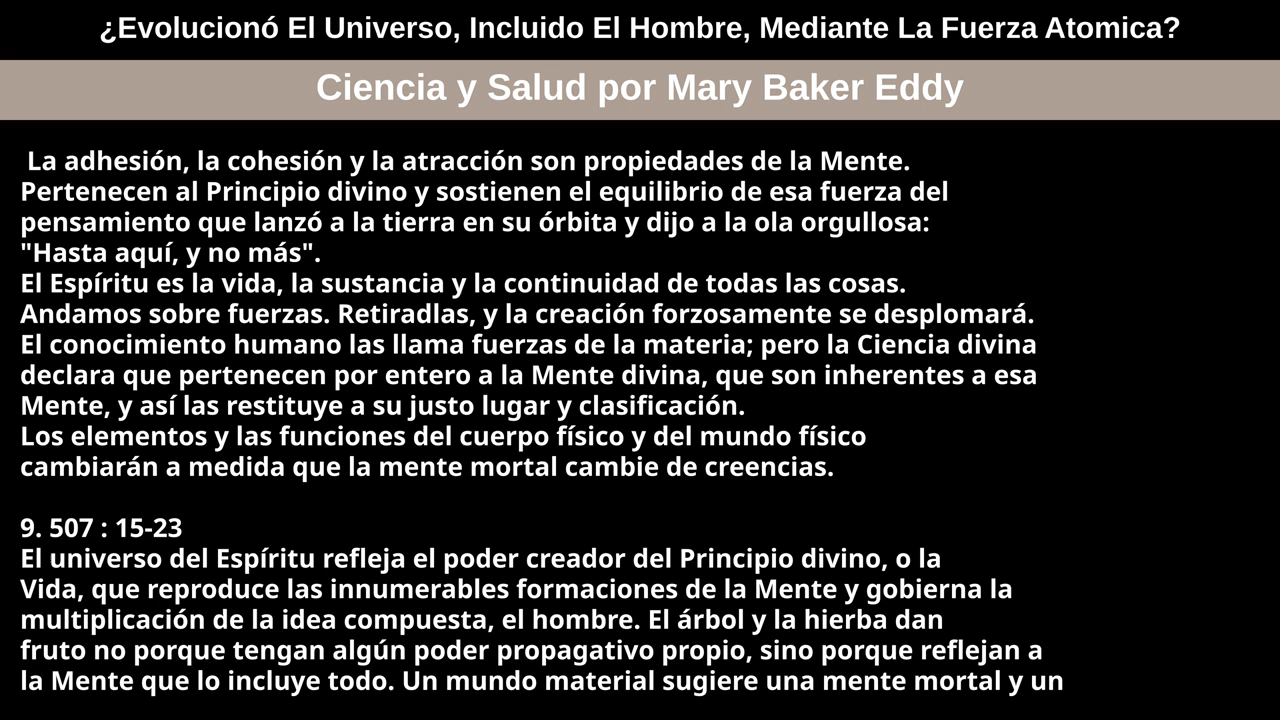 ¿Evolucionó El Universo, Incluido El Hombre, Mediante La Fuerza Atomica?
Ciencia y Salud por Mary Baker Eddy
La adhesión, la cohesión y la atracción son propiedades de la Mente.
Pertenecen al Principio divino y sostienen el equilibrio de esa fuerza del
pensamiento que lanzó a la tierra en su órbita y dijo a la ola orgullosa:
"Hasta aquí, y no más".
El Espíritu es la vida, la sustancia y la continuidad de todas las cosas.
Andamos sobre fuerzas. Retiradlas, y la creación forzosamente se desplomará.
El conocimiento humano las llama fuerzas de la materia; pero la Ciencia divina
declara que pertenecen por entero a la Mente divina, que son inherentes a esa
Mente, y así las restituye a su justo lugar y clasificación.
Los elementos y las funciones del cuerpo físico y del mundo físico
cambiarán a medida que la mente mortal cambie de creencias.
9. 507 : 15-23
El universo del Espíritu refleja el poder creador del Principio divino, o la
Vida, que reproduce las innumerables formaciones de la Mente y gobierna la
multiplicación de la idea compuesta, el hombre. El árbol y la hierba dan
fruto no porque tengan algún poder propagativo propio, sino porque reflejan a
la Mente que lo incluye todo. Un mundo material sugiere una mente mortal y un